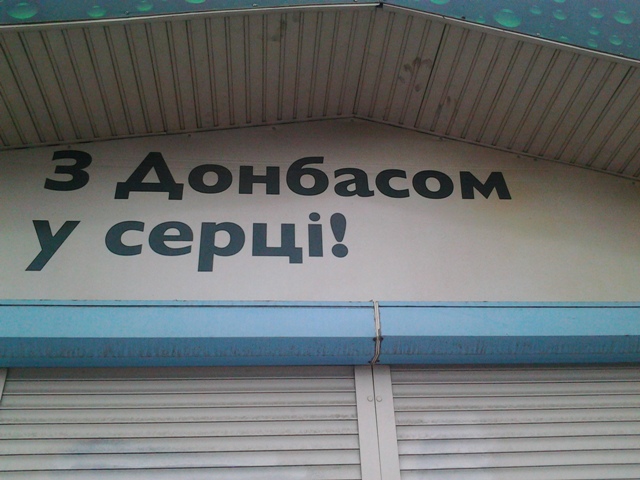 З Донбасом
у серці!